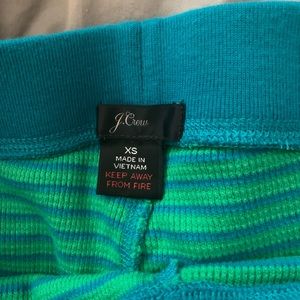 J.Crew
XS
MADE IN
VIETNAM
KEEP AWAY
FROM FIRE